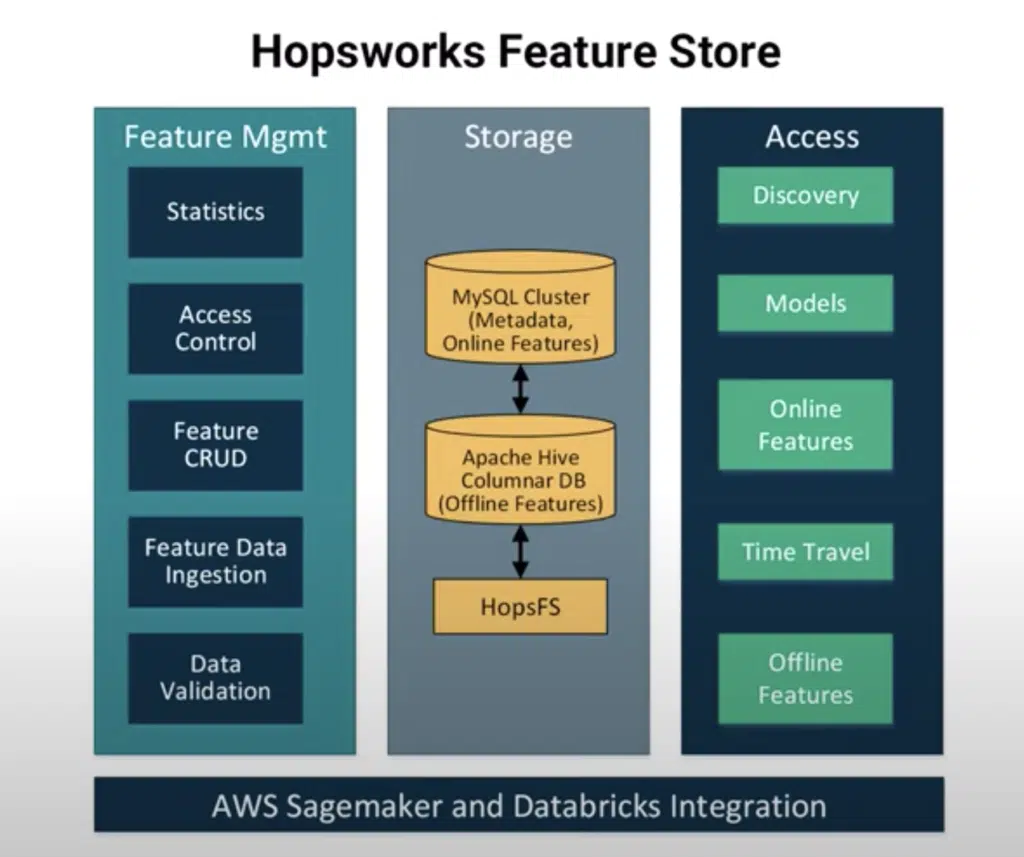 Hopsworks Feature Store
Feature Mgmt
Statistics
Access
Control
Feature
CRUD
Feature Data
Ingestion
Data
Validation
Storage
MySQL Cluster
(Metadata,
Online Features)
Apache Hive
Columnar DB
(Offline Features)
HopsFS
Access
Discovery
Models
Online
Features
Time Travel
Offline
Features
AWS Sagemaker and Databricks Integration